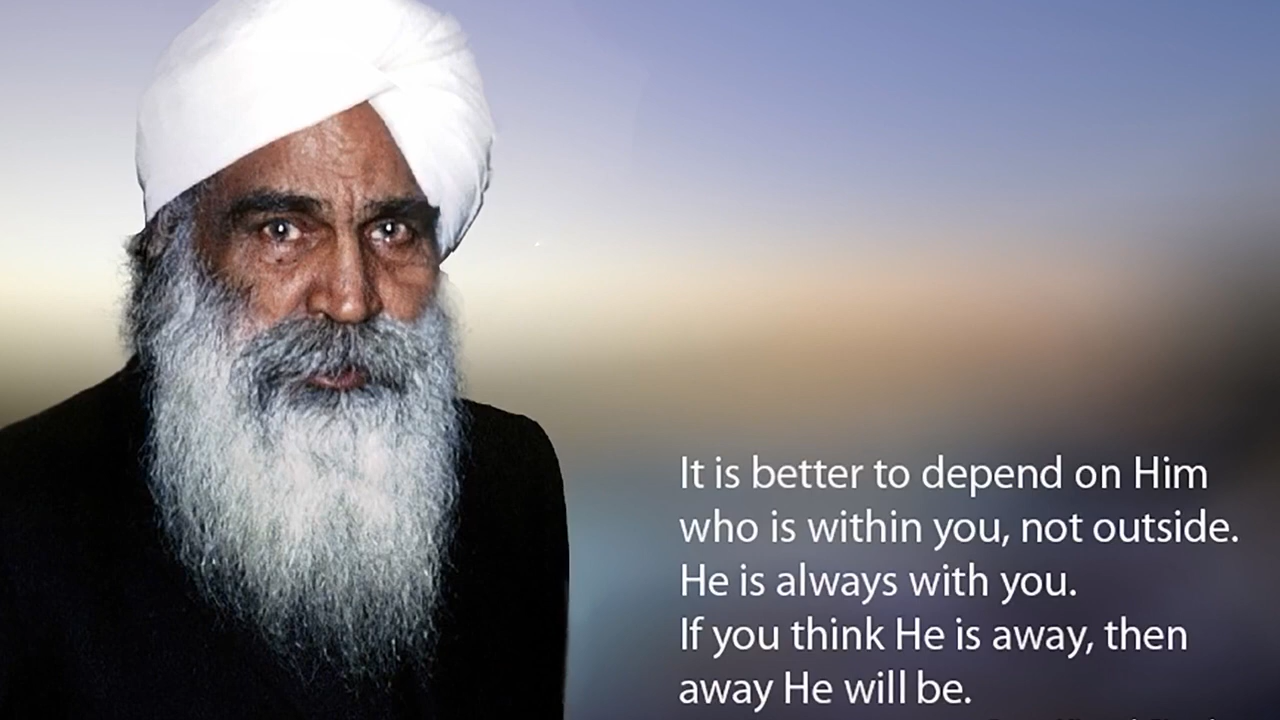 It is better to depend on Him
who is within you, not outside.
He is always with you.
If you think He is away, then
away He will be.